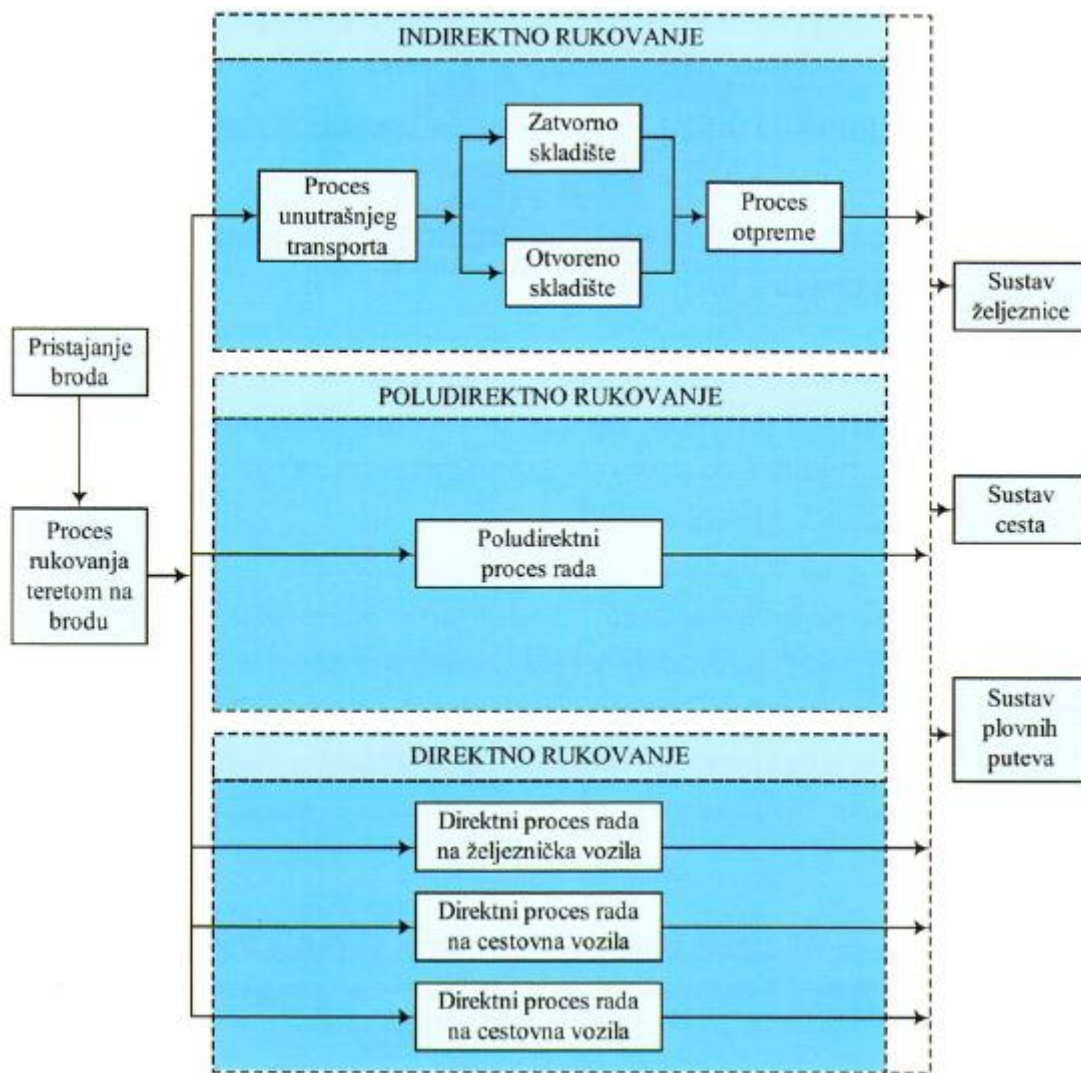 INDIREKTNO RUKOVANJE
Zatvorno
skladište
Proces
unutrašnjeg
transporta
Proces
otpreme
Otvoreno
skladište
Sustav
željeznice
Pristajanje
broda
POLUDIREKTNO RUKOVANJE
Proces
rukovanja
teretom na
brodu
Poludirektni
proces rada
Sustav
cesta
Sustav
plovnih
puteva
DIREKTNO RUKOVANJE
Direktni proces rada
na željeznička vozila
Direktni proces rada
na cestovna vozila
Direktni proces rada
na cestovna vozila